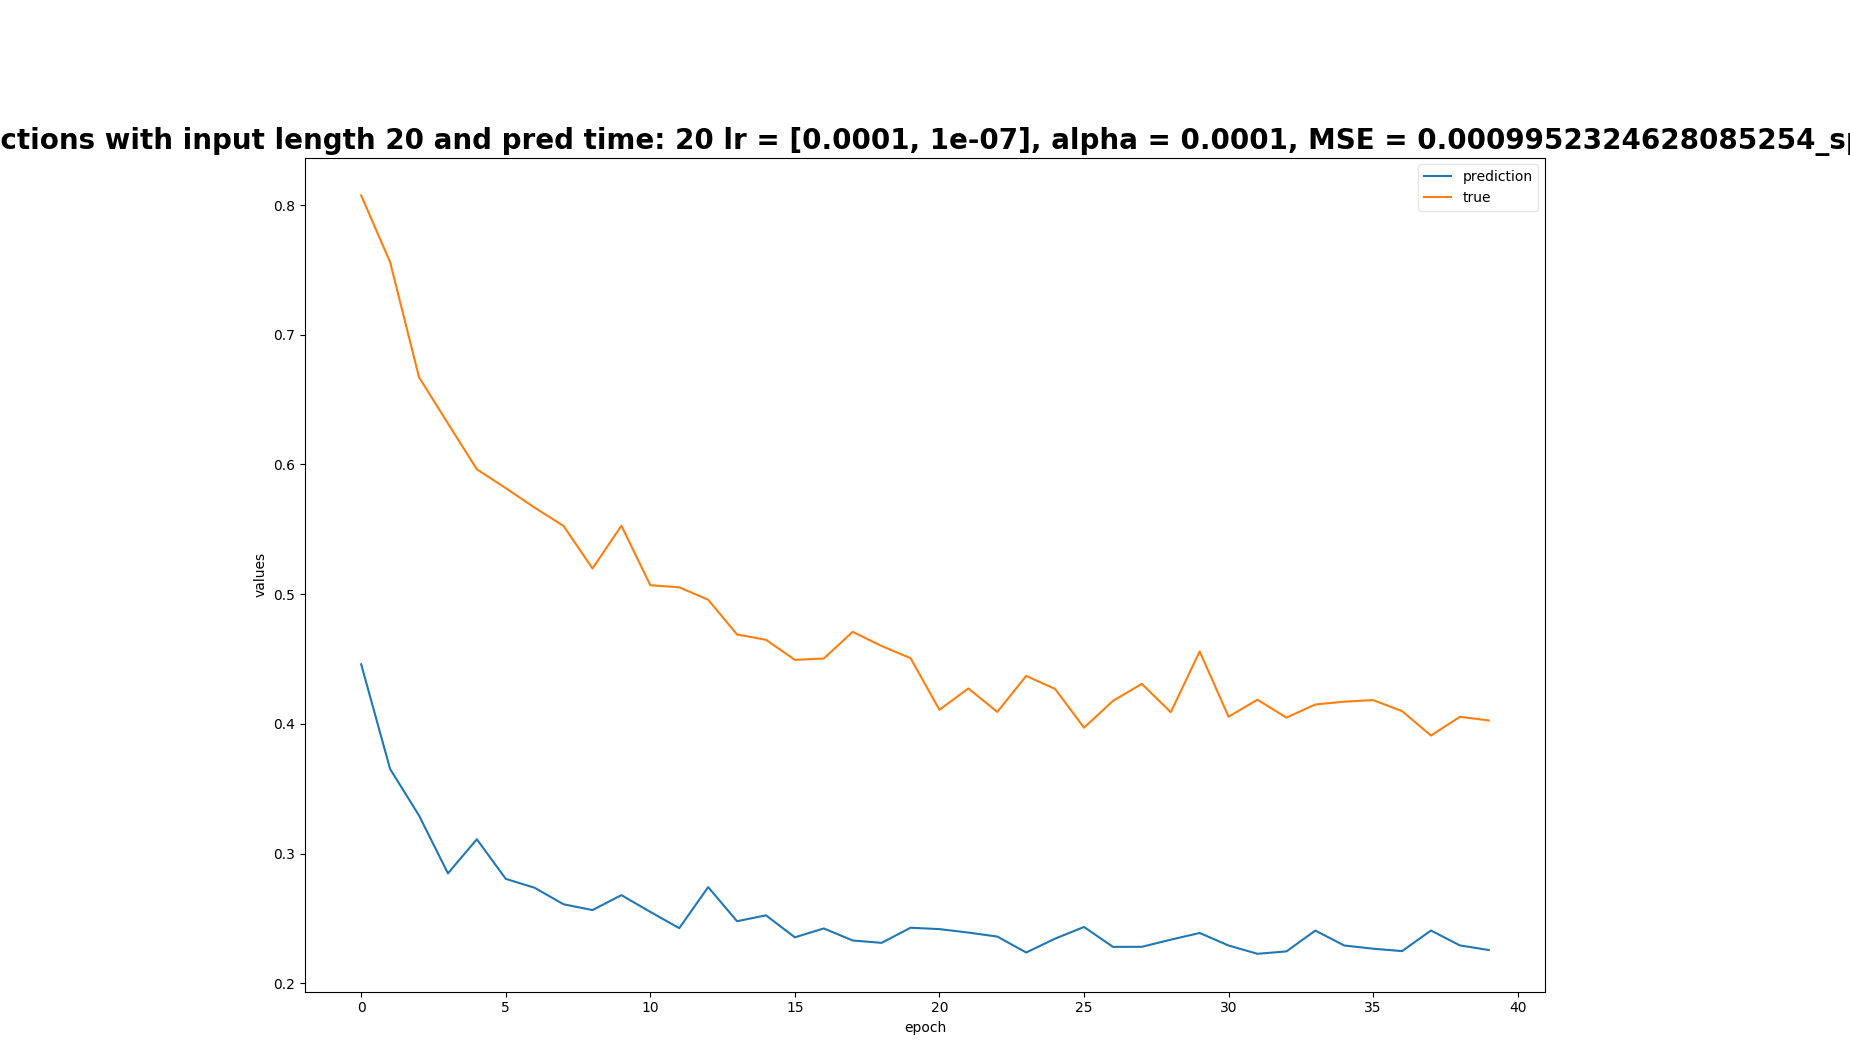 ctions with input length 20 and pred time: 20 lr = [0.0001, 1e-07], alpha = 0.0001, MSE = 0.0009952324628085254_sp
prediction
true
0.8
0.7
0.6
0.5
0.4
0.3
0.2
values
0 5 10 15 20 25 30 35 40
epoch